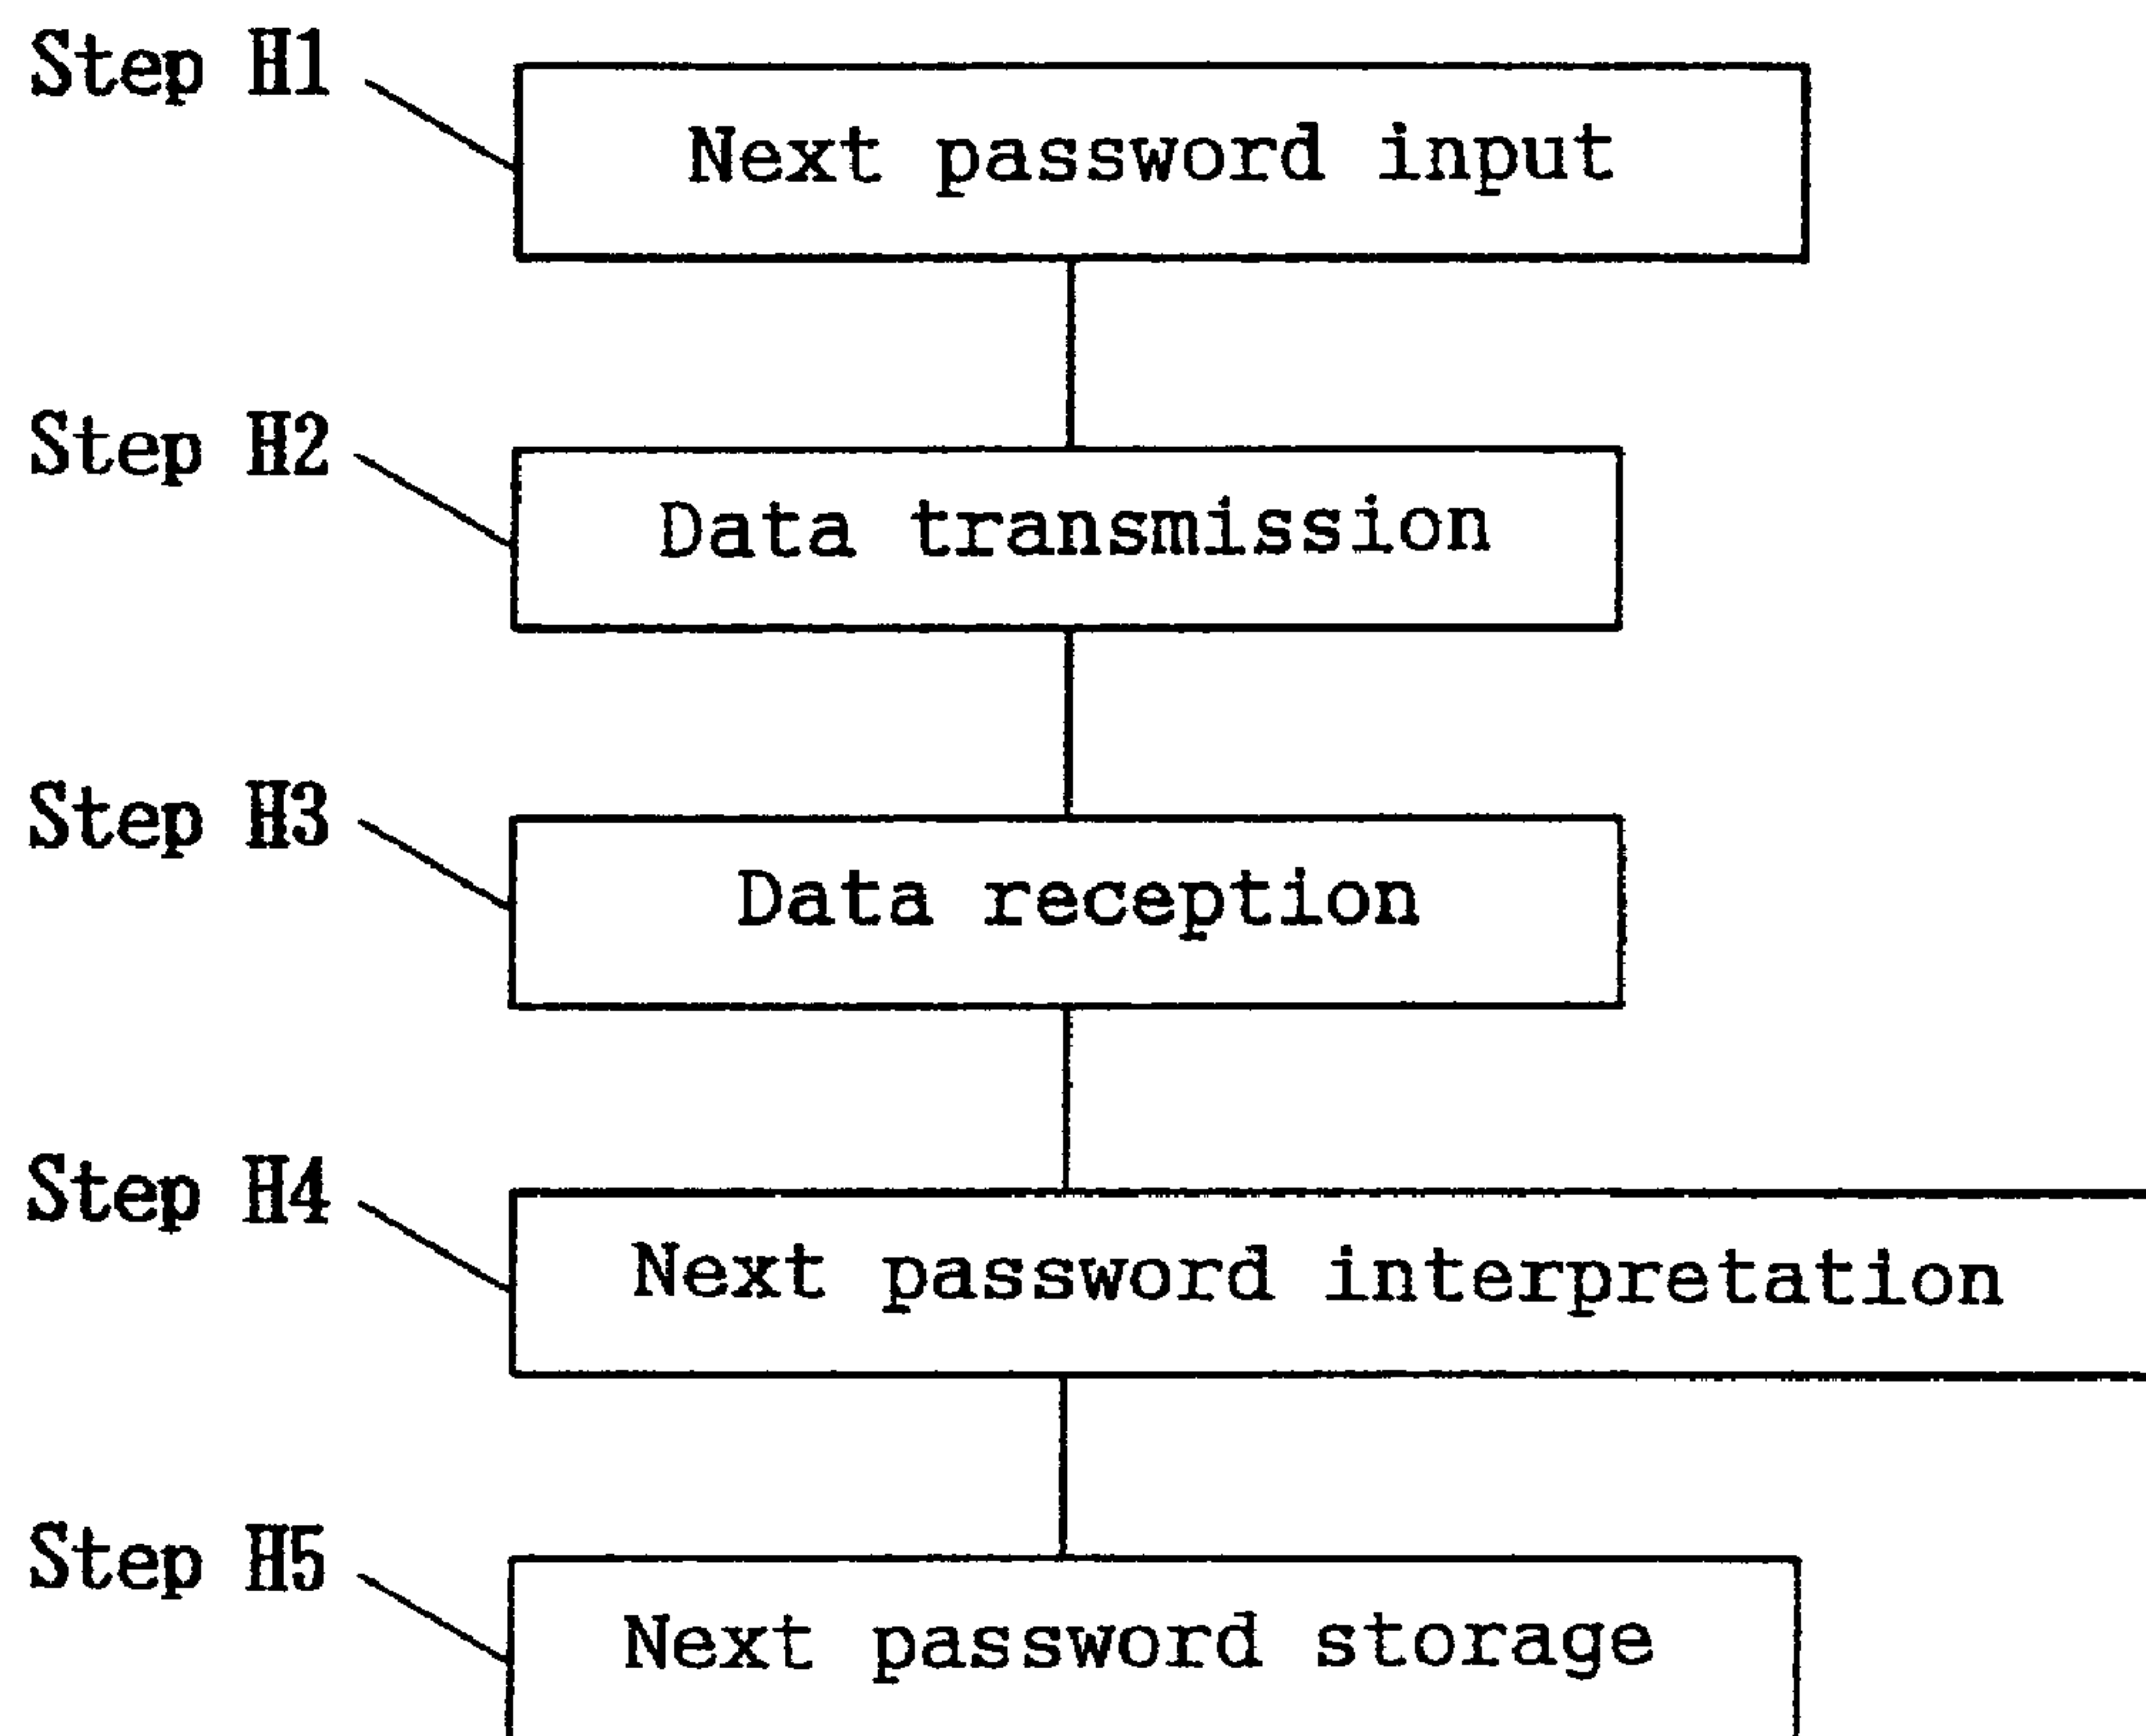 Step H1
Next password input
Step H2
Data transmission
Step H3
Data reception
Step H4
Next password interpretation
Step H5
Next password storage